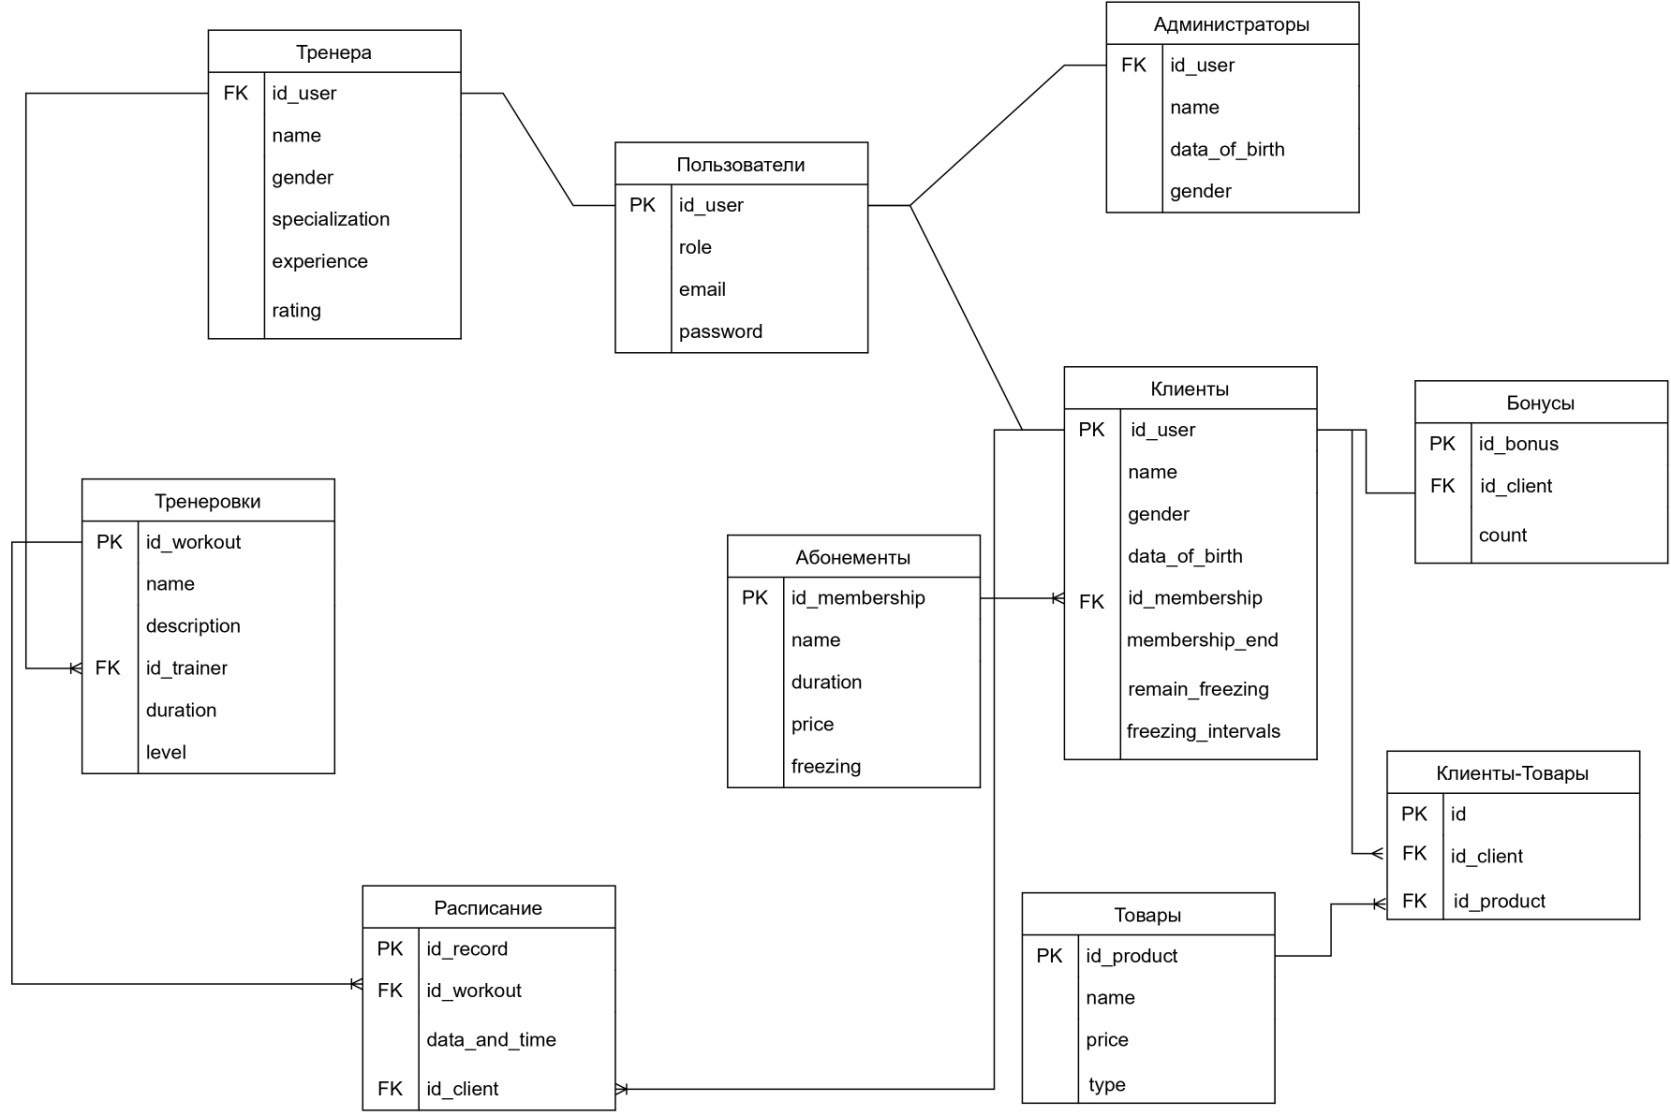 Тренера
FK id_user
name
gender
specialization
experience
rating
Пользователи
PK id_user
role
email
password
Администраторы
FK id_user
name
data_of_birth
gender
Клиенты
PK id_user
name
gender
data_of_birth
FK id_membership
membership_end
remain_freezing
freezing_intervals
Бонусы
PK id_bonus
FK id_client
count
Тренеровки
PK id_workout
name
description
FK id_trainer
duration
level
Абонементы
PK id_membership
name
duration
price
freezing
Клиенты-Товары
PK id
FK id_client
FK id_product
Расписание
PK id_record
FK id_workout
data_and_time
FK id_client
Товары
PK id_product
name
price
type